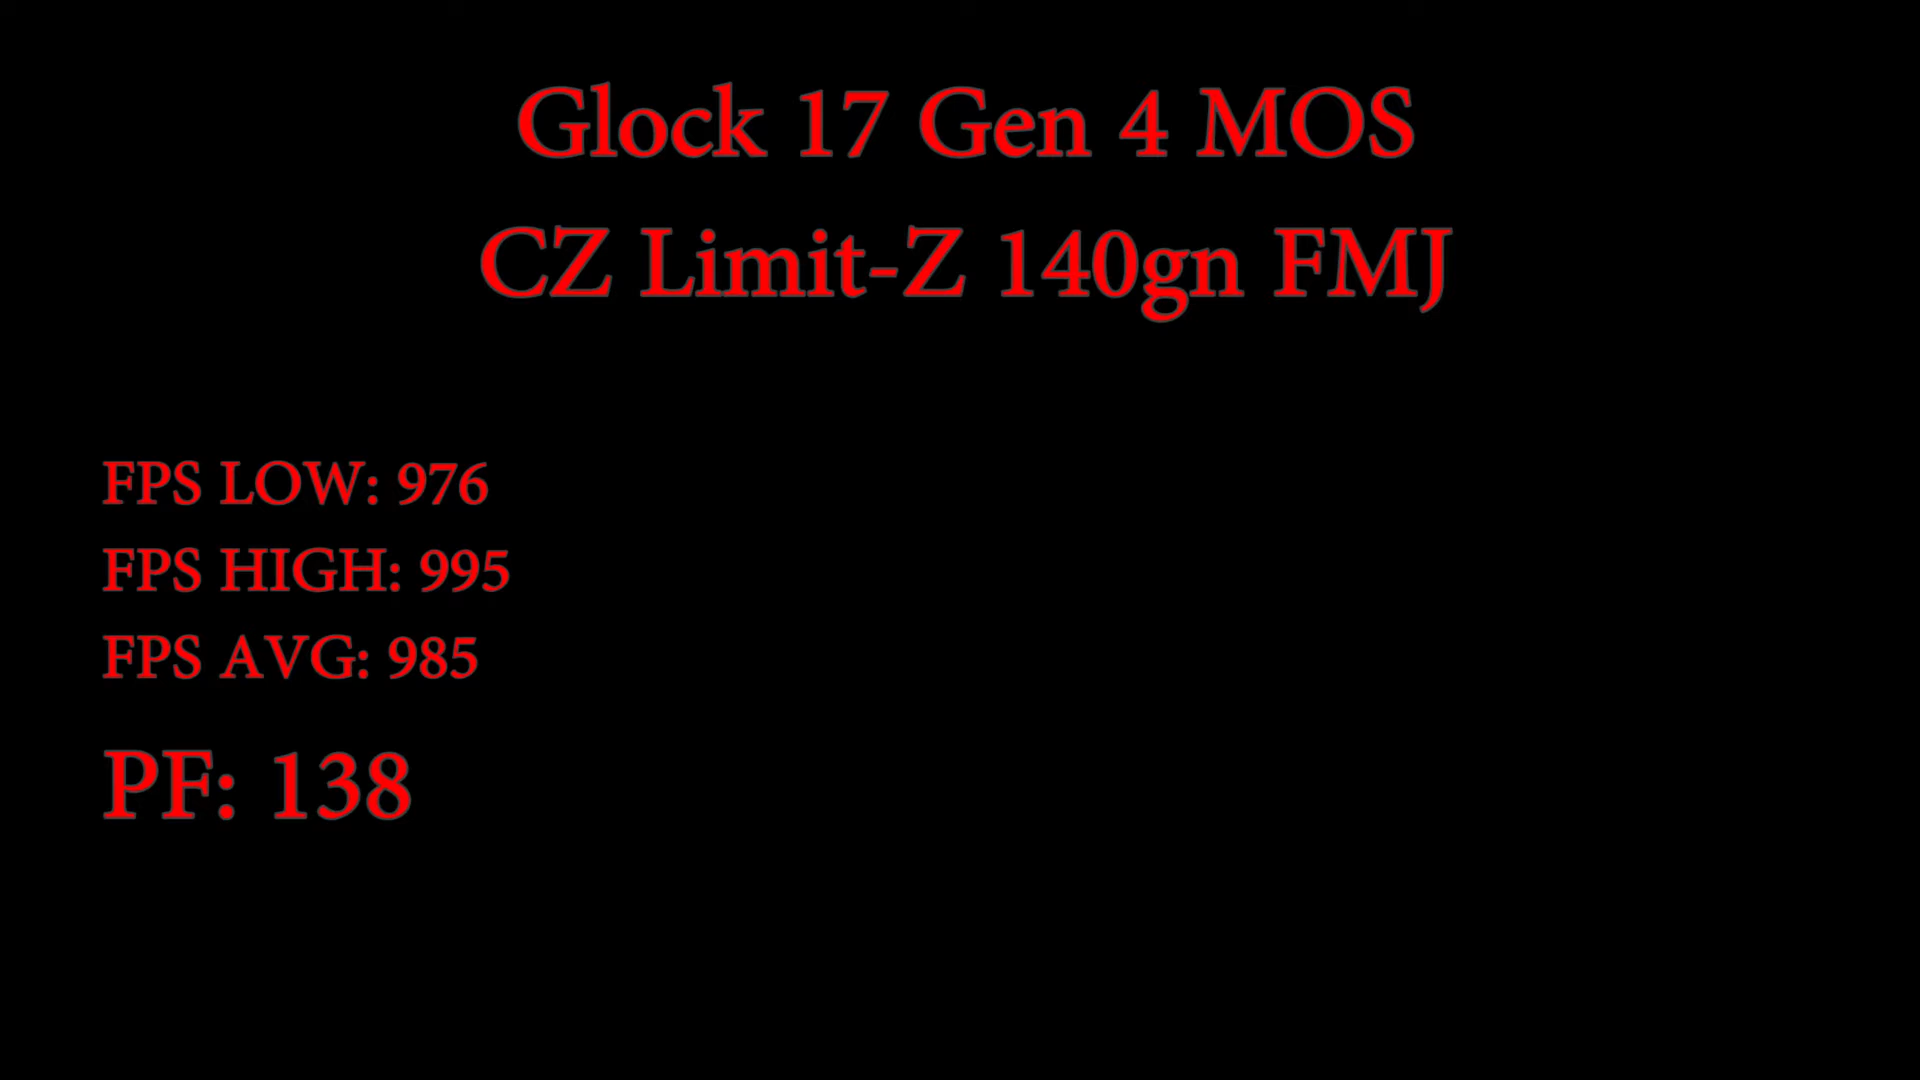 Glock 17 Gen 4 MOS
CZ Limit-Z 140gn FMJ
FPS LOW: 976
FPS HIGH: 995
FPS AVG: 985
PF: 138